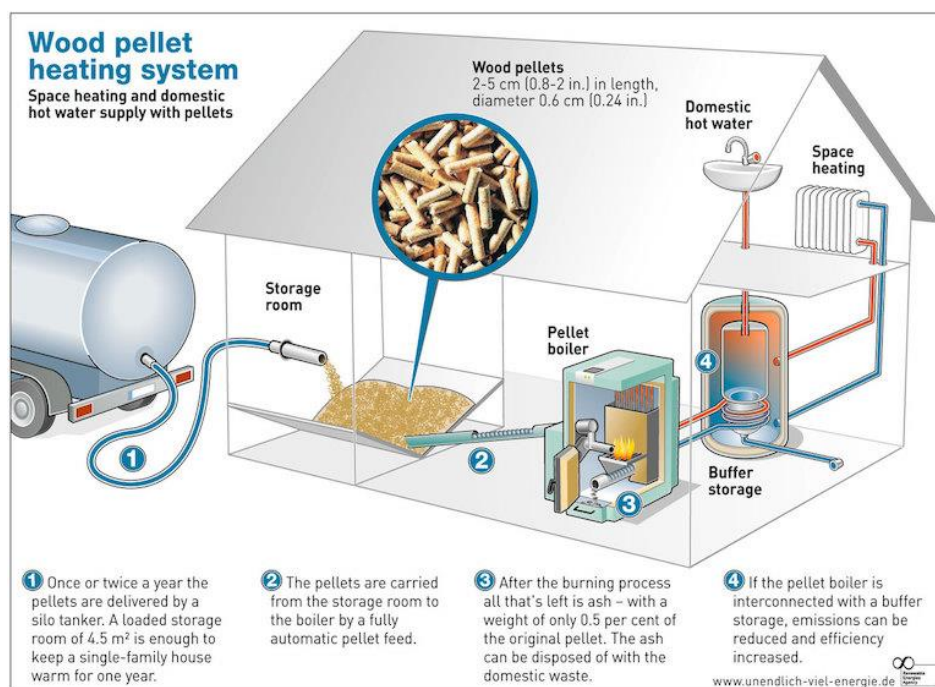 Wood pellet
heating system
Space heating and domestic
hot water supply with pellets
Wood pellets
2-5 cm (0.8-2 in.) in length,
diameter 0.6 cm (0.24 in.)
Domestic
hot water
Space
heating
Storage
room
Pellet
boiler
4
1
2
3
Buffer
storage
1 Once or twice a year the
pellets are delivered by a
silo tanker. A loaded storage
room of 4.5 m² is enough to
keep a single-family house
warm for one year.
2 The pellets are carried
from the storage room to
the boiler by a fully
automatic pellet feed.
3 After the burning process
all that's left is ash – with a
weight of only 0.5 per cent of
the original pellet. The ash
can be disposed of with the
domestic waste.
4 If the pellet boiler is
interconnected with a buffer
storage, emissions can be
reduced and efficiency
increased.
www.unendlich-viel-energie.de
Renewable
Energies
Agency